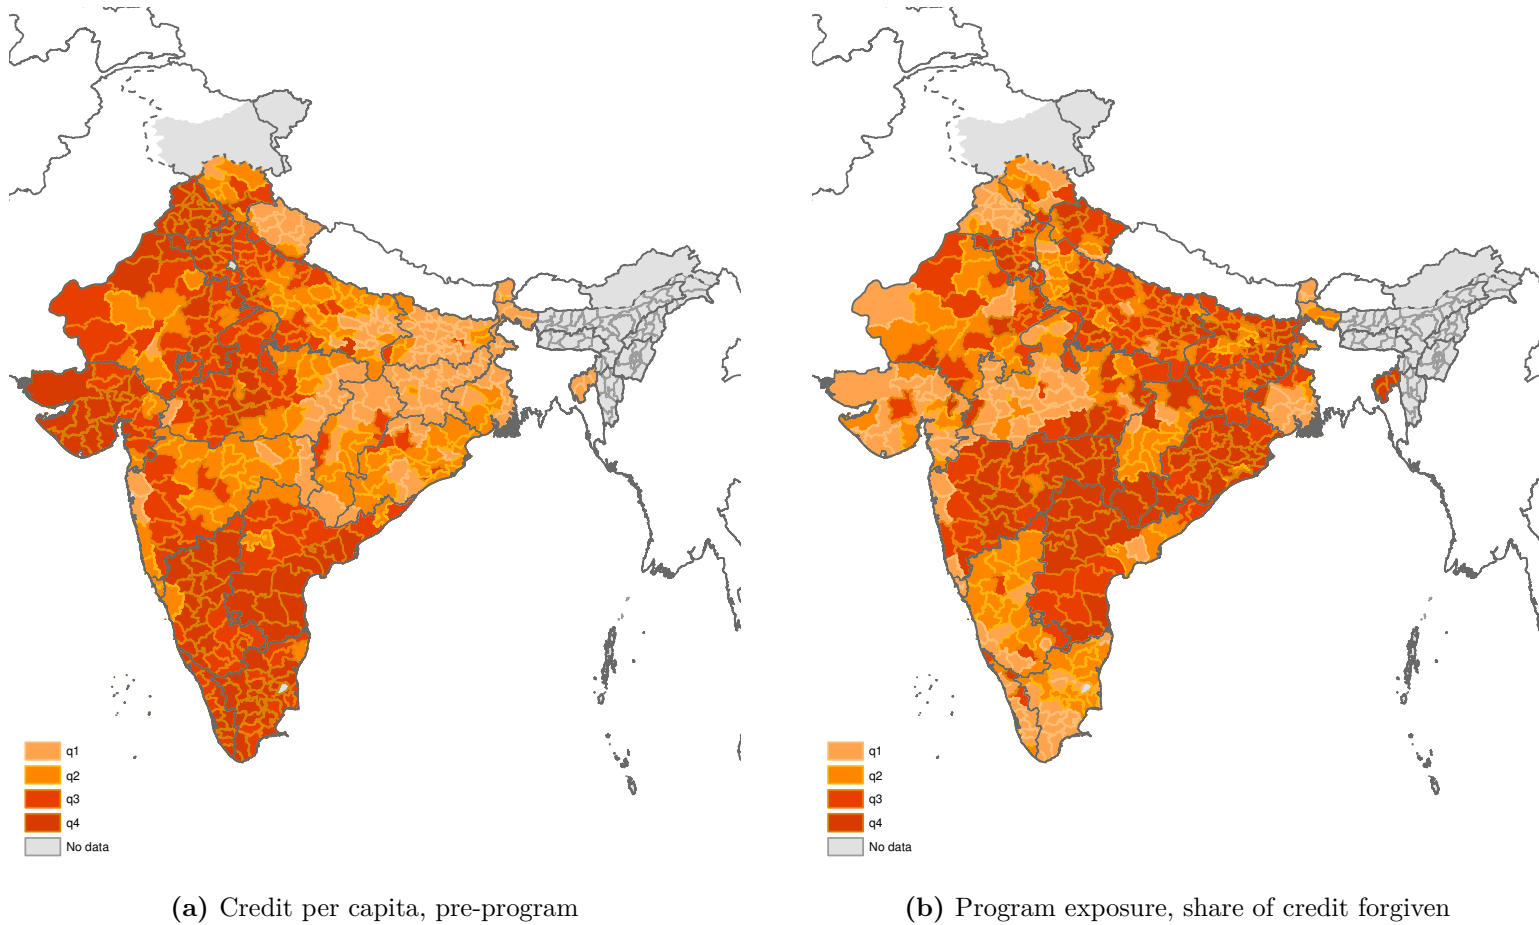 q1
q2
q3
q4
No data
(a) Credit per capita, pre-program
q1
q2
q3
q4
No data
(b) Program exposure, share of credit forgiven